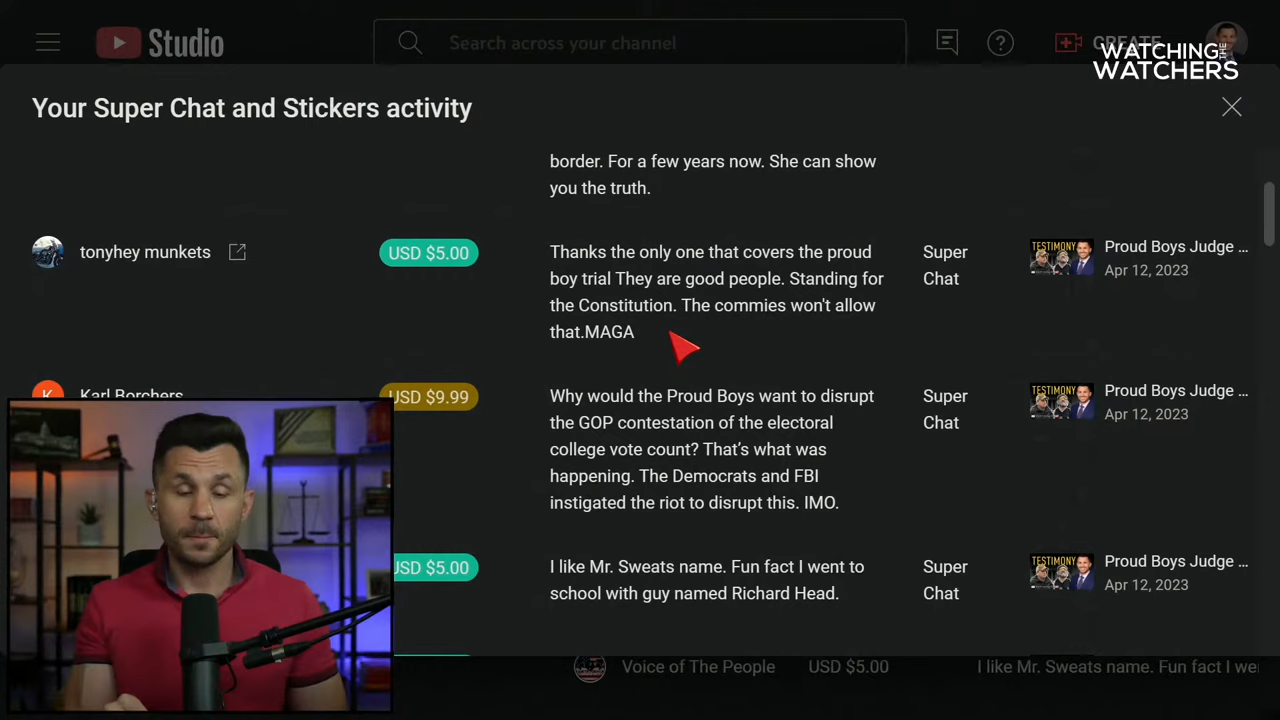 Studio
Search across your channel
CREATE
WATCHING THE
WATCHERS
Your Super Chat and Stickers activity
border. For a few years now. She can show
you the truth.
tonyhey munkets
USD $5.00
Thanks the only one that covers the proud
boy trial They are good people. Standing for
the Constitution. The commies won't allow
that.MAGA
Super
Chat
TESTIMONY
Proud Boys Judge ...
Apr 12, 2023
K
Karl Borchers
USD $9.99
Why would the Proud Boys want to disrupt
the GOP contestation of the electoral
college vote count? That's what was
happening. The Democrats and FBI
instigated the riot to disrupt this. IMO.
Super
Chat
TESTIMONY
Proud Boys Judge ...
Apr 12, 2023
USD $5.00
I like Mr. Sweats name. Fun fact I went to
school with guy named Richard Head.
Super
Chat
TESTIMONY
Proud Boys Judge ...
Apr 12, 2023
Voice of The People
USD $5.00
I like Mr. Sweats name. Fun fact I we